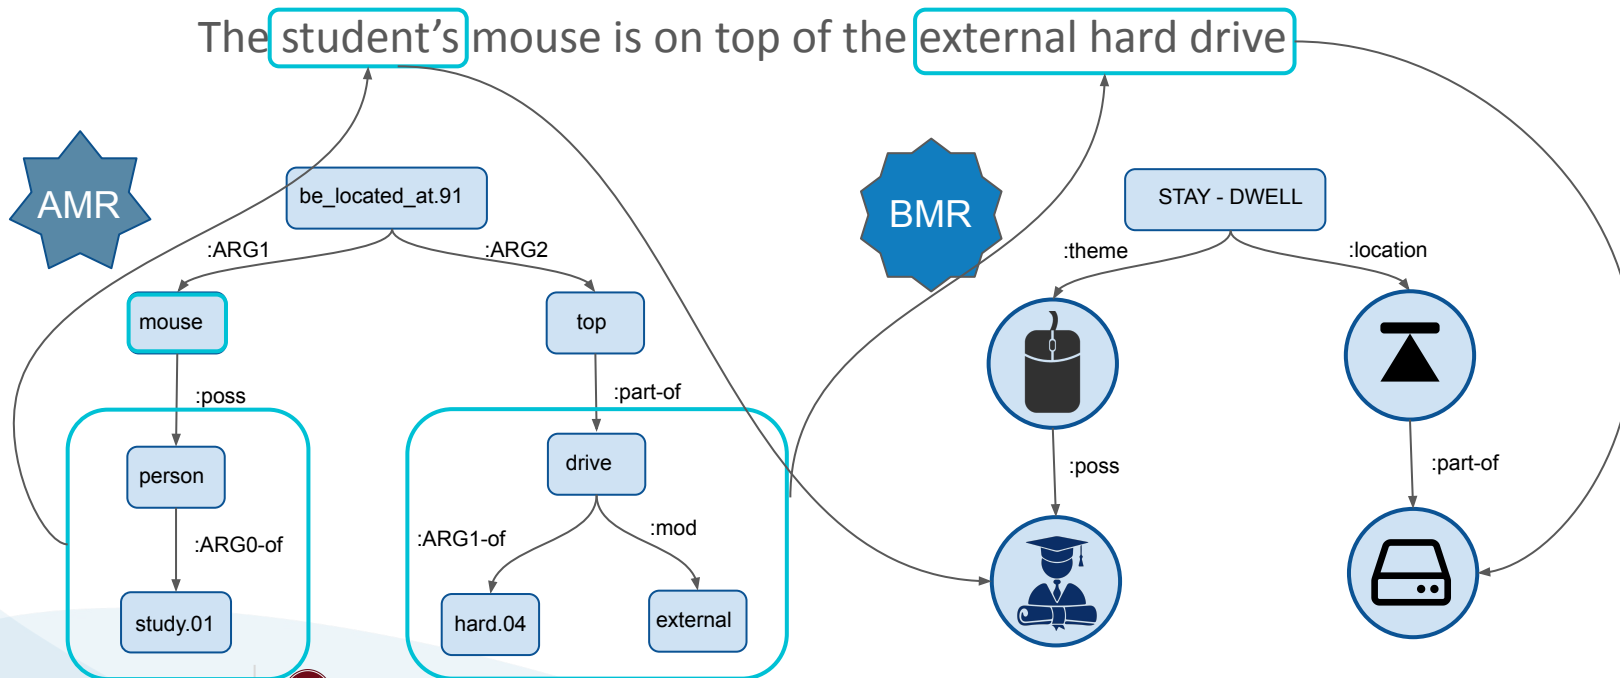 The student’s mouse is on top of the external hard drive
AMR
be_located_at.91
:ARG1
:ARG2
mouse
top
:poss
:part-of
person
drive
:ARG0-of
:ARG1-of
:mod
study.01
hard.04
external
BMR
STAY - DWELL
:theme
:location
:poss
:part-of